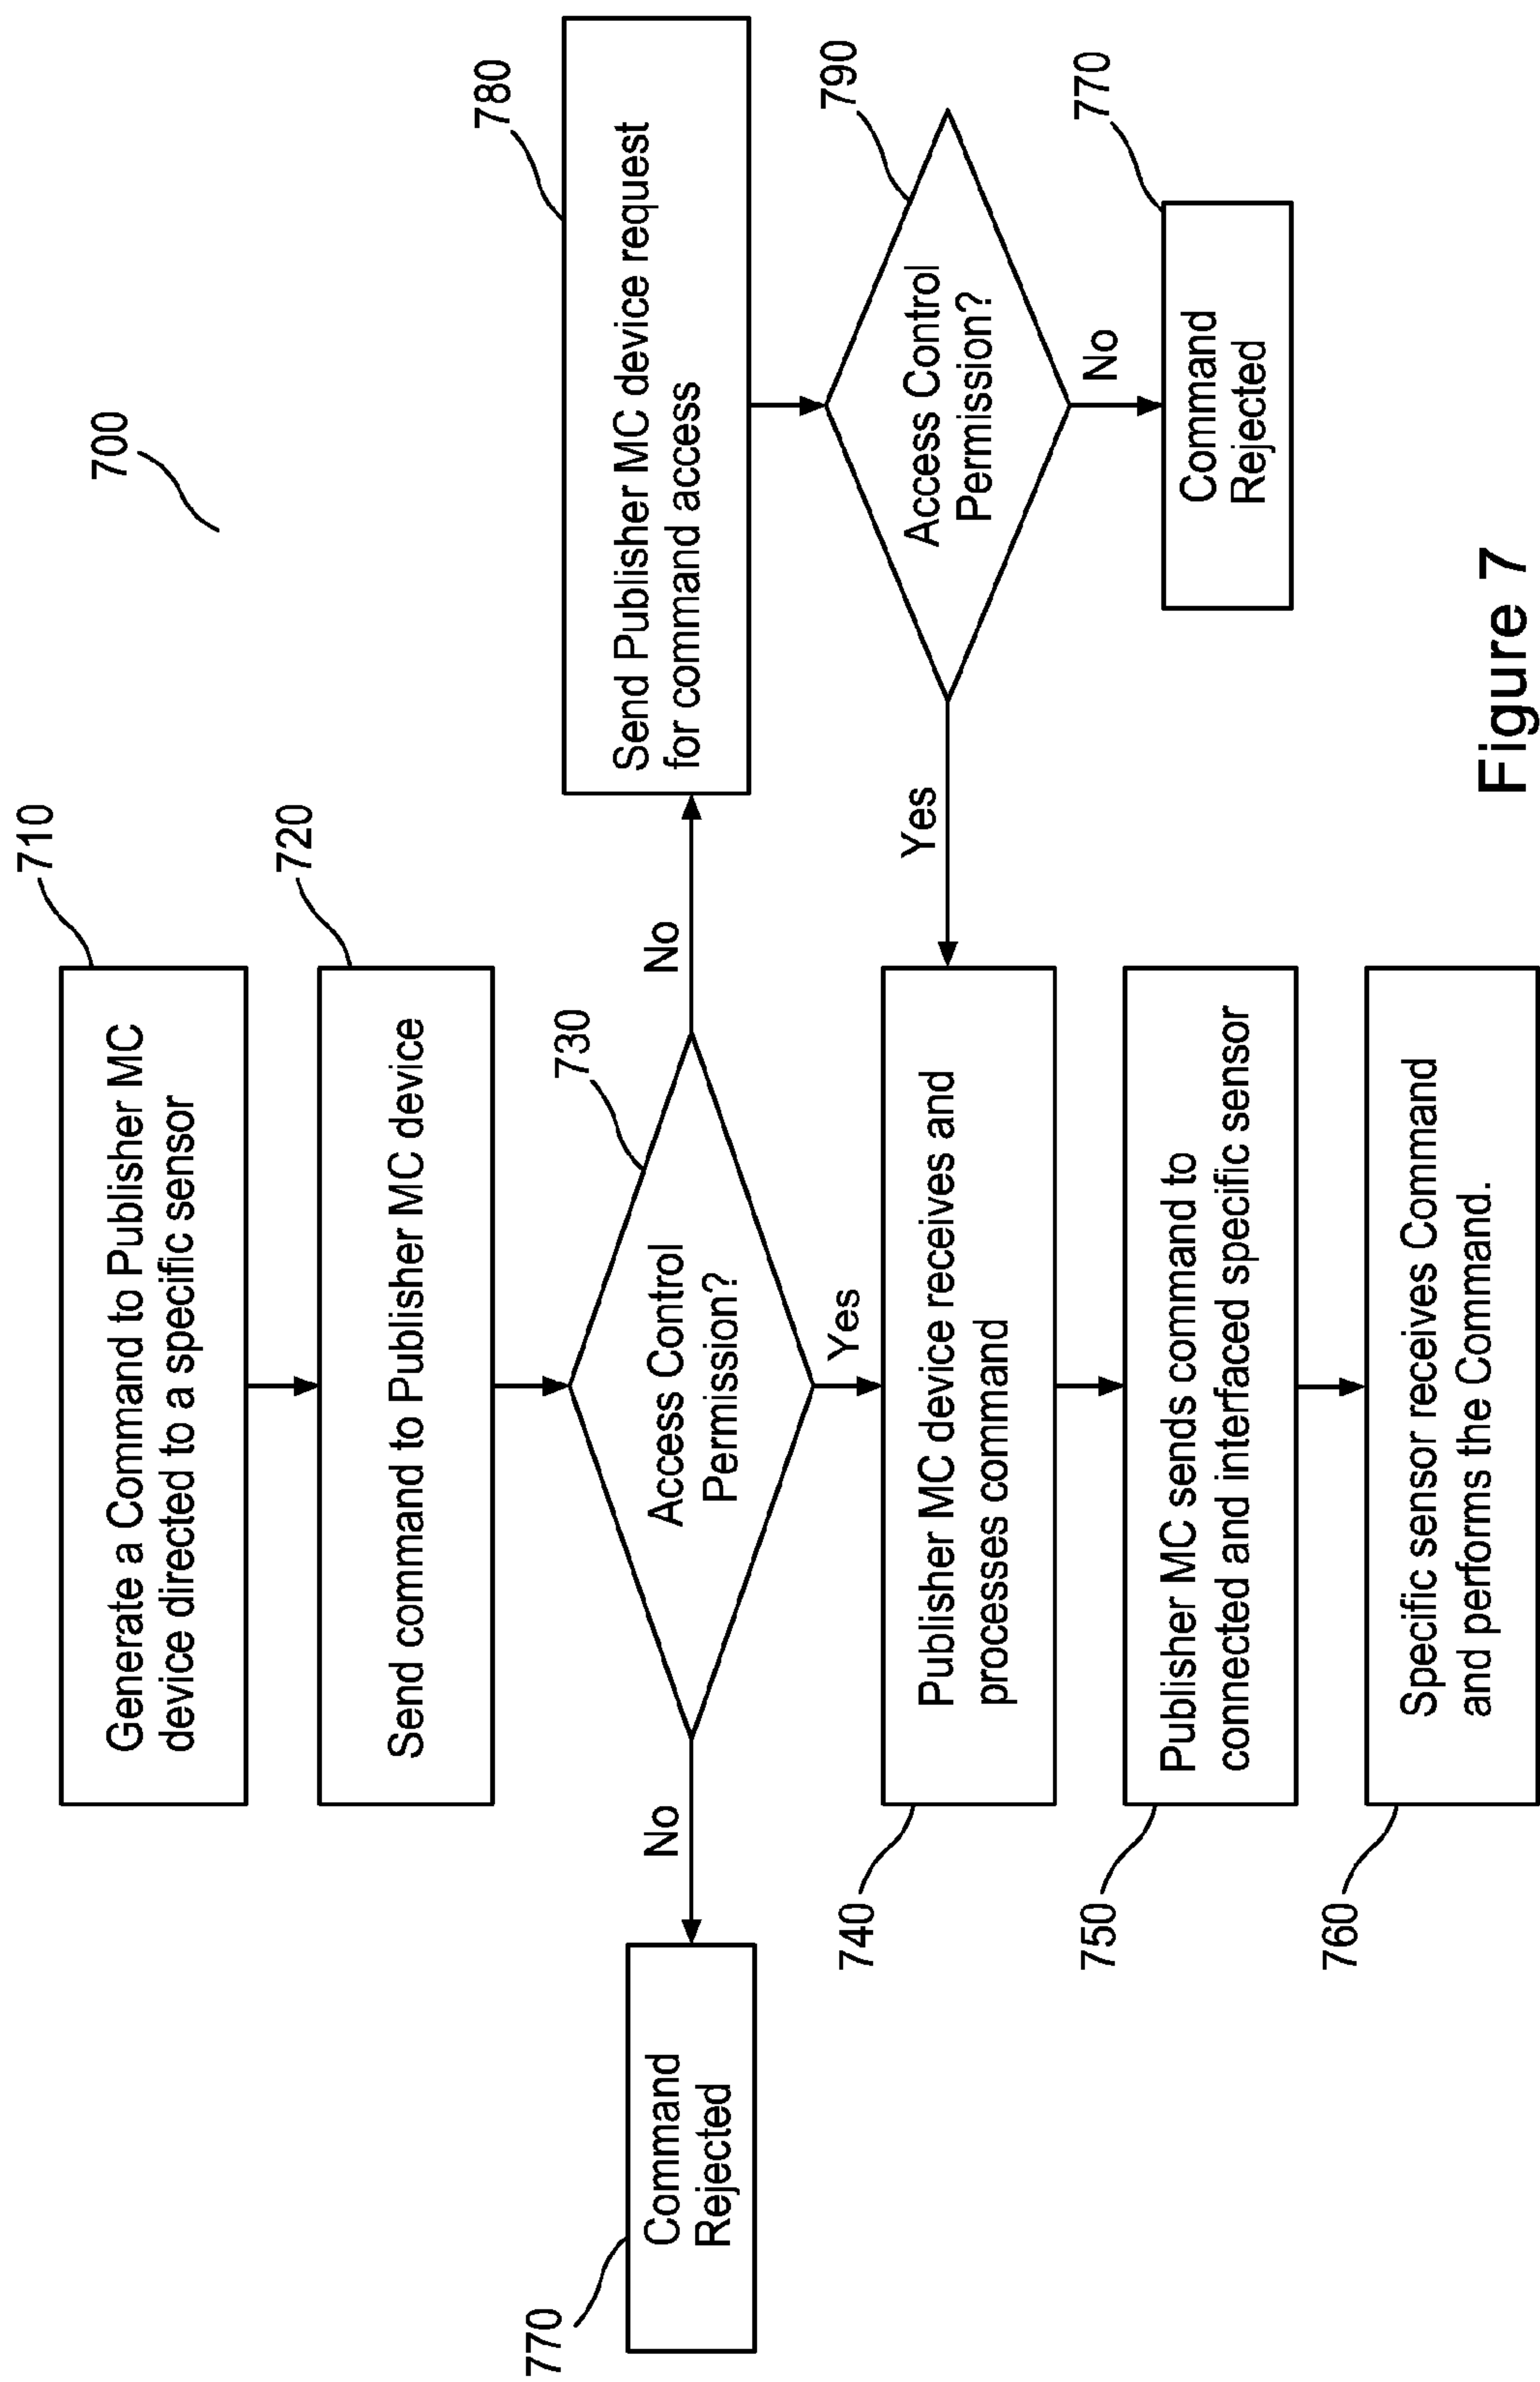 700
710
Generate a Command to Publisher MC
device directed to a specific sensor
720
Send command to Publisher MC device
730
Access Control
Permission?
No
770
Command
Rejected
No
780
Send Publisher MC device request
for command access
790
Access Control
Permission?
No
770
Command
Rejected
Yes
Yes
740
Publisher MC device receives and
processes command
750
Publisher MC sends command to
connected and interfaced specific sensor
760
Specific sensor receives Command
and performs the Command.
Figure 7